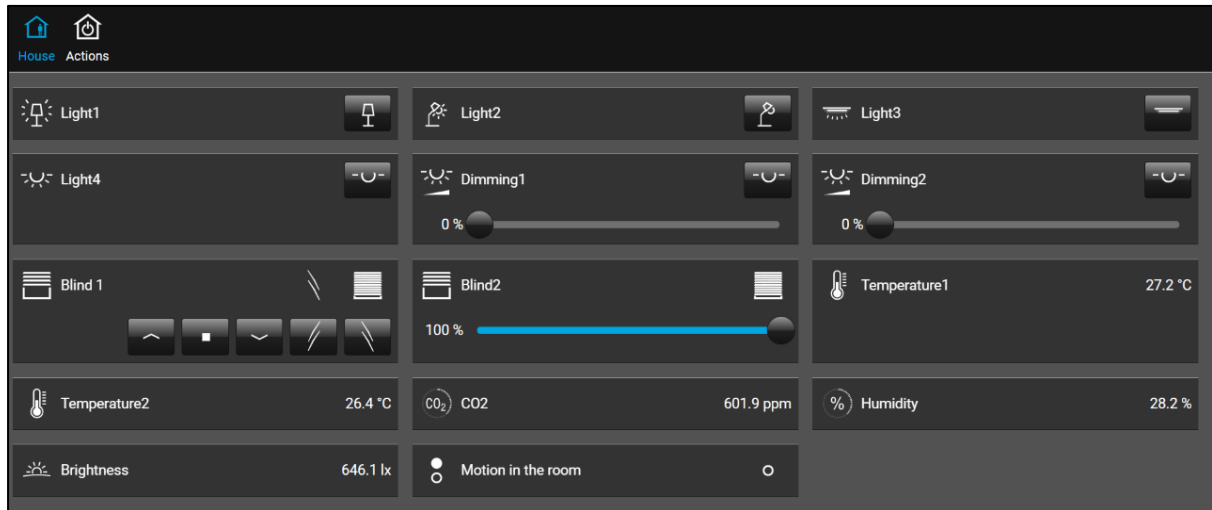 House Actions
Light1
Light2
Light3
Light4
Dimming1
Dimming2
0 %
0 %
Blind 1
Blind2
Temperature1 27.2 °C
100 %
Temperature2 26.4 °C
CO₂ CO2 601.9 ppm
% Humidity 28.2 %
Brightness 646.1 lx
Motion in the room